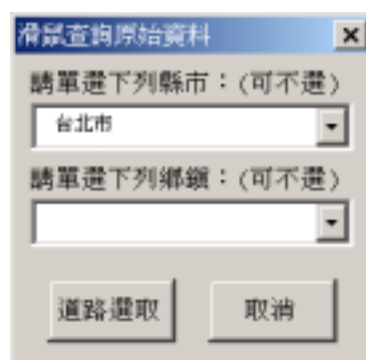 滑鼠查詢原始資料
請單選下列縣市：(可不選)
台北市
請單選下列鄉鎮：(可不選)
道路選取
取消